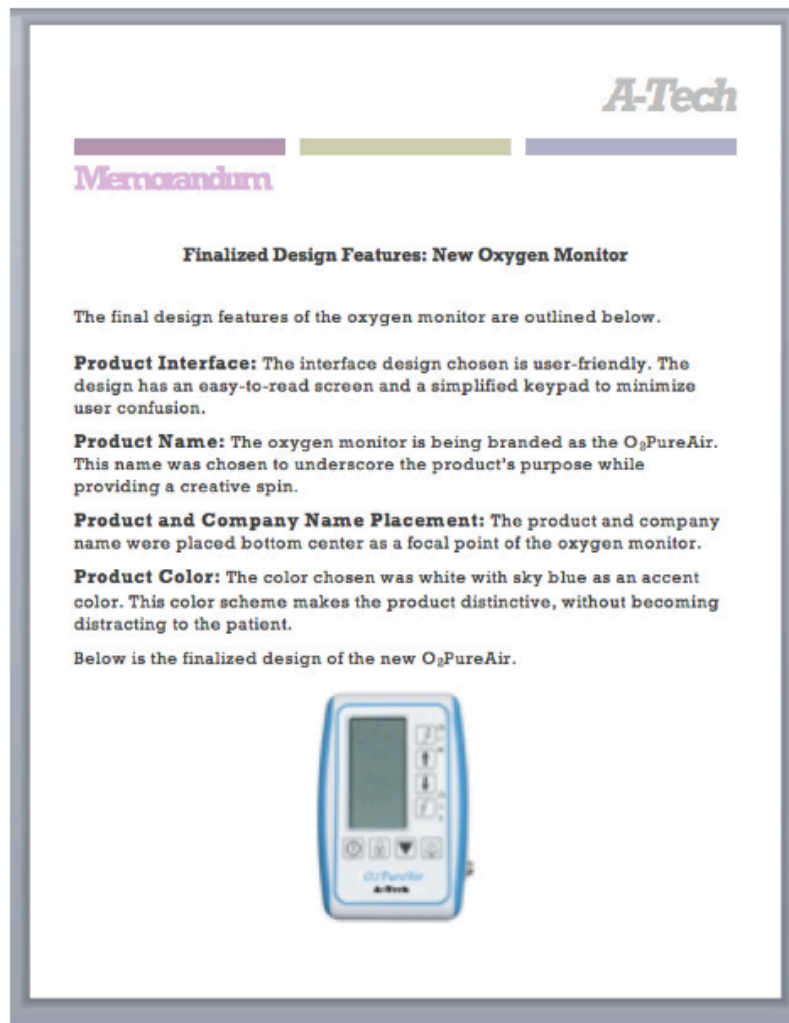 A-Tech
Memorandum
Finalized Design Features: New Oxygen Monitor
The final design features of the oxygen monitor are outlined below.
Product Interface: The interface design chosen is user-friendly. The
design has an easy-to-read screen and a simplified keypad to minimize
user confusion.
Product Name: The oxygen monitor is being branded as the O₂PureAir.
This name was chosen to underscore the product's purpose while
providing a creative spin.
Product and Company Name Placement: The product and company
name were placed bottom center as a focal point of the oxygen monitor.
Product Color: The color chosen was white with sky blue as an accent
color. This color scheme makes the product distinctive, without becoming
distracting to the patient.
Below is the finalized design of the new O₂PureAir.
O2PureAir
A-Tech